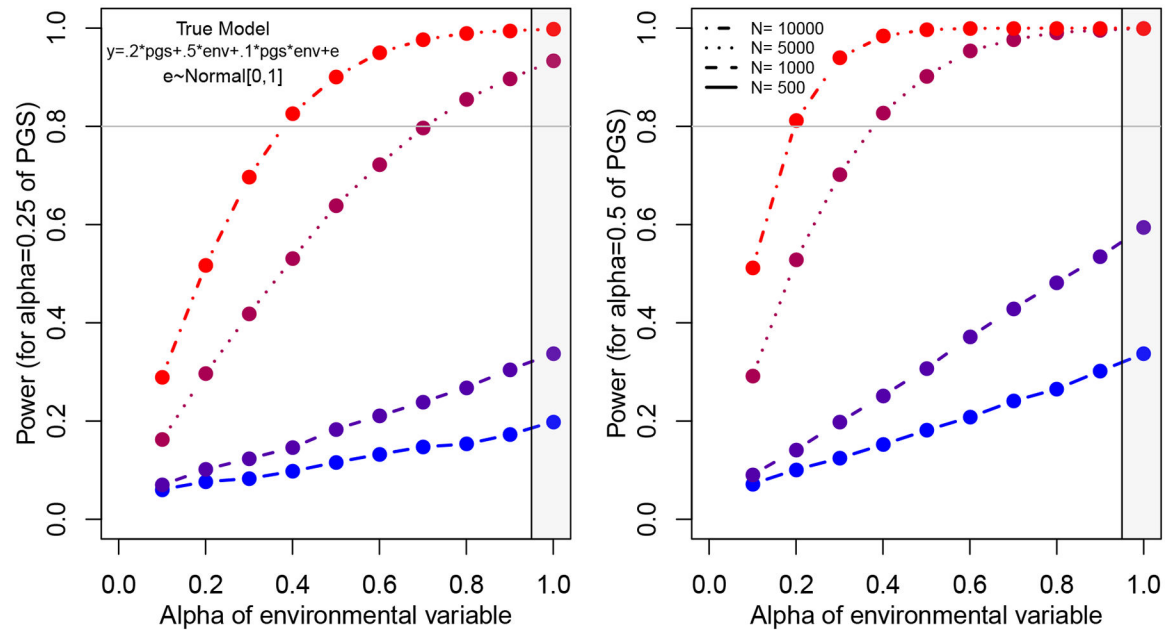 True Model
y=.2*pgs+.5*env+.1*pgs*env+e
e~Normal[0,1]
Power (for alpha=0.25 of PGS)
1.0
0.8
0.6
0.4
0.2
0.0
0.0 0.2 0.4 0.6 0.8 1.0
Alpha of environmental variable
N= 10000
N= 5000
N= 1000
N= 500
Power (for alpha=0.5 of PGS)
1.0
0.8
0.6
0.4
0.2
0.0
0.0 0.2 0.4 0.6 0.8 1.0
Alpha of environmental variable